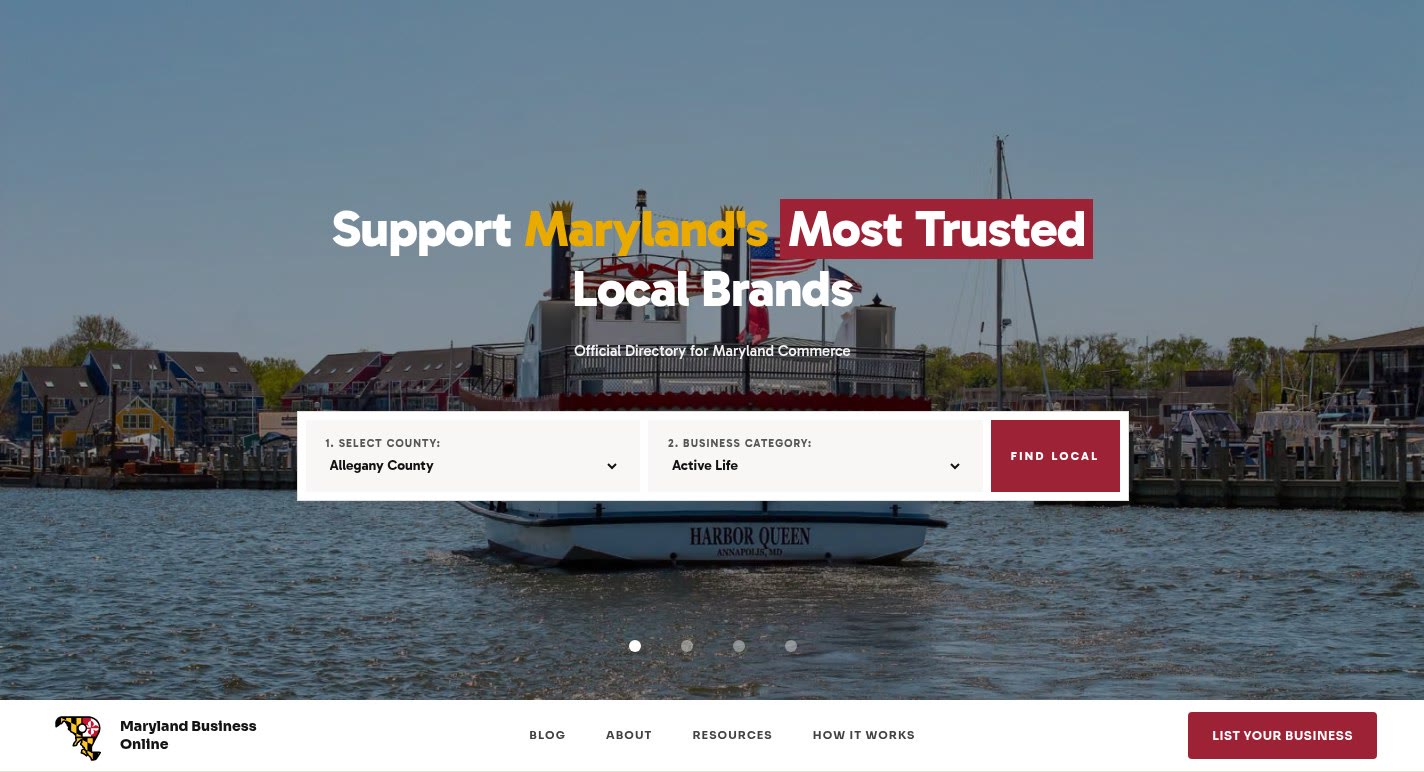 Support Maryland's Most Trusted
Local Brands
Official Directory for Maryland Commerce
1. SELECT COUNTY:
Allegany County
2. BUSINESS CATEGORY:
Active Life
FIND LOCAL
HARBOR QUEEN
ANNAPOLIS, MD
Maryland Business
Online
BLOG
ABOUT
RESOURCES
HOW IT WORKS
LIST YOUR BUSINESS